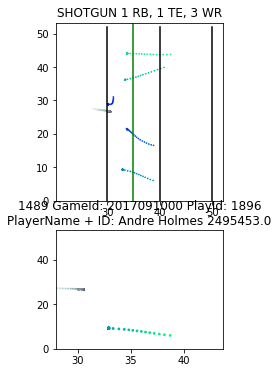 SHOTGUN 1 RB, 1 TE, 3 WR
50
40
30
20
10
0
30 40 50
1489 GameId: 2017091000 PlayId: 1896
PlayerName + ID: Andre Holmes 2495453.0
40
20
0
30 35 40